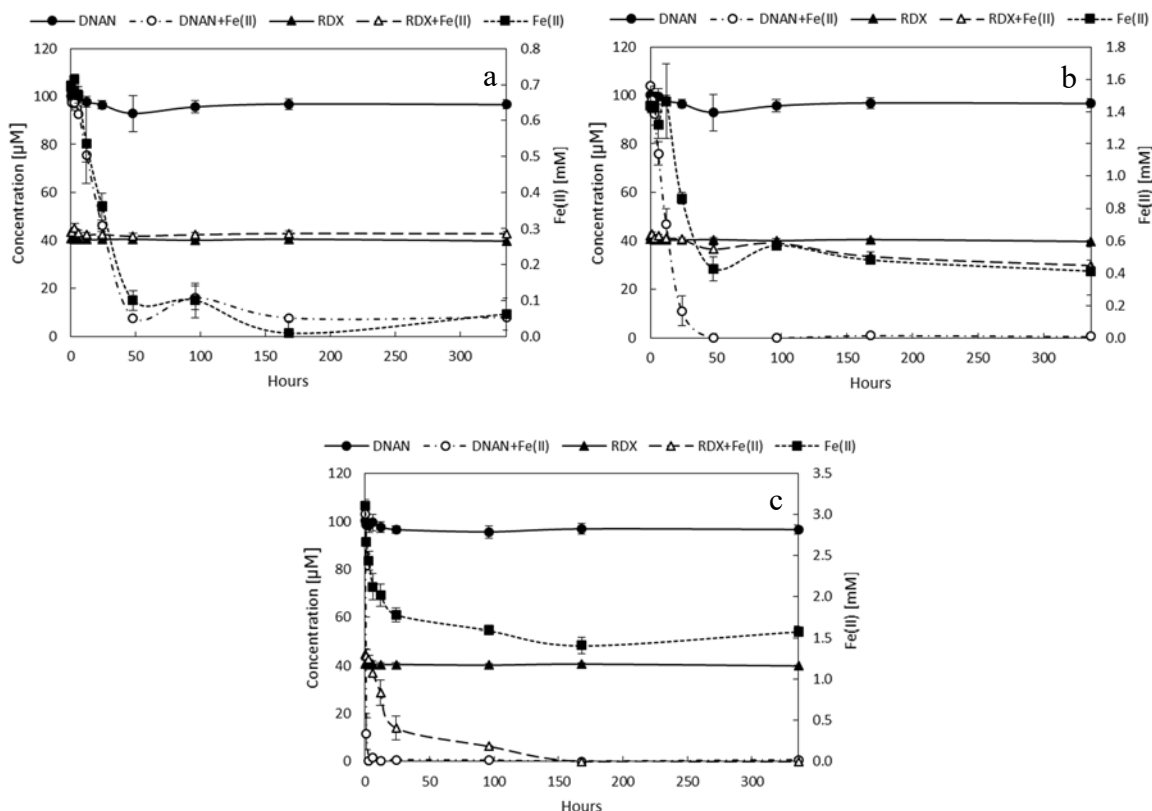 DNAN DNAN+Fe(II) RDX RDX+Fe(II) Fe(II)
120 0.8
100 0.7
80 0.6
60 0.5
40 0.4
20 0.3
0 0.2
0.1
0.0
a
Concentration [µM]
Fe(II) [mM]
0 50 100 150 200 250 300
Hours
DNAN DNAN+Fe(II) RDX RDX+Fe(II) Fe(II)
120 1.8
100 1.6
80 1.4
60 1.2
40 1.0
20 0.8
0 0.6
0.4
0.2
0.0
b
Concentration [µM]
Fe(II) [mM]
0 50 100 150 200 250 300
Hours
DNAN DNAN+Fe(II) RDX RDX+Fe(II) Fe(II)
120 3.5
100 3.0
80 2.5
60 2.0
40 1.5
20 1.0
0 0.5
0.0
c
Concentration [µM]
Fe(II) [mM]
0 50 100 150 200 250 300
Hours